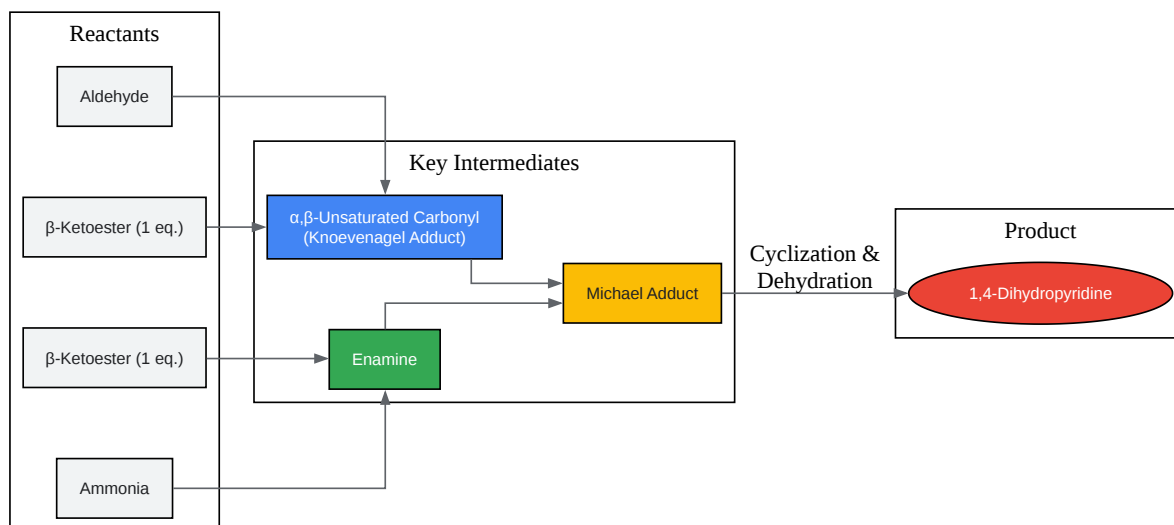 Reactants
Aldehyde
β-Ketoester (1 eq.)
β-Ketoester (1 eq.)
Ammonia
Key Intermediates
α,β-Unsaturated Carbonyl
(Knoevenagel Adduct)
Enamine
Michael Adduct
Cyclization &
Dehydration
Product
1,4-Dihydropyridine